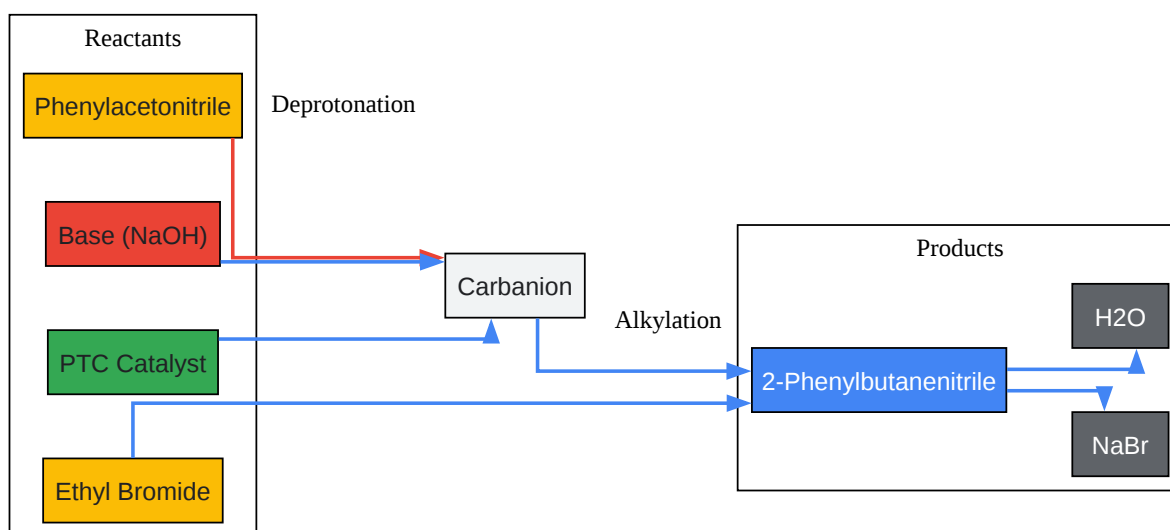 Reactants
Phenylacetonitrile
Deprotonation
Base (NaOH)
Products
Carbanion
H2O
Alkylation
PTC Catalyst
2-Phenylbutanenitrile
NaBr
Ethyl Bromide